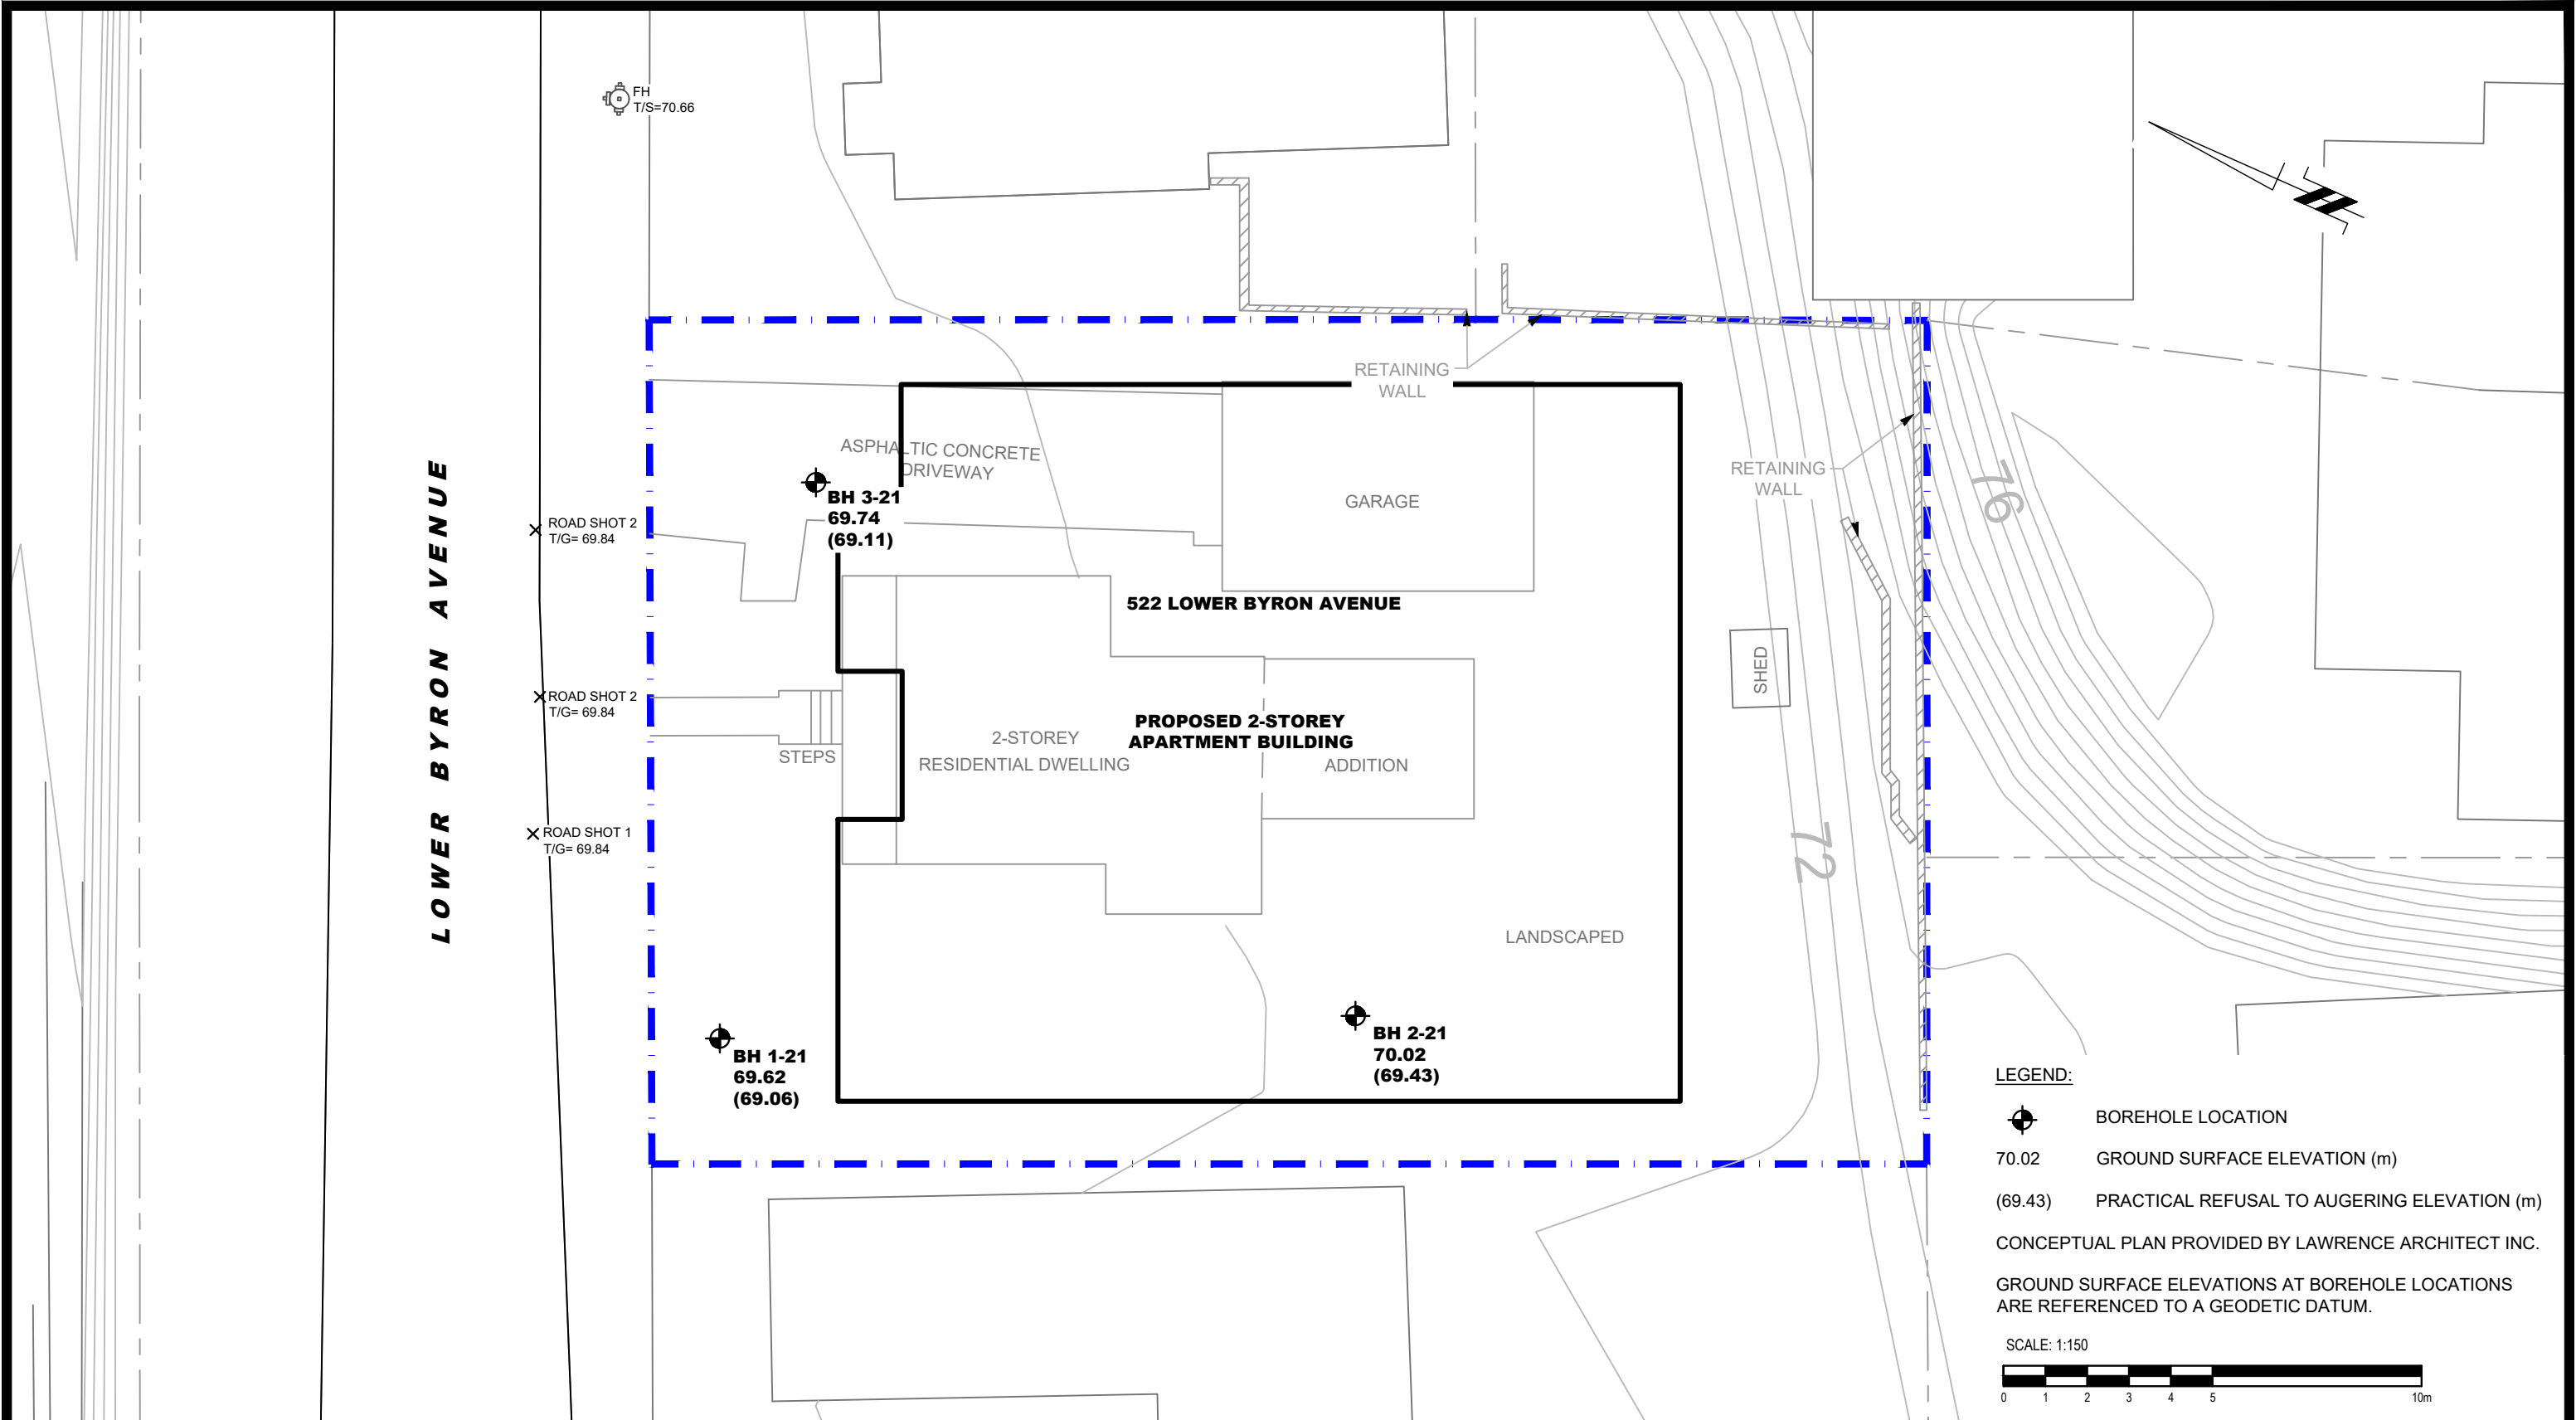 FH
T/S=70.66
RETAINING
WALL
ASPHALTIC CONCRETE
DRIVEWAY
GARAGE
RETAINING
WALL
76
BH 3-21
69.74
(69.11)
ROAD SHOT 2
T/G= 69.84
LOWER BYRON AVENUE
522 LOWER BYRON AVENUE
SHED
ROAD SHOT 2
T/G= 69.84
STEPS
2-STOREY
RESIDENTIAL DWELLING
PROPOSED 2-STOREY
APARTMENT BUILDING
ADDITION
ROAD SHOT 1
T/G= 69.84
72
LANDSCAPED
BH 1-21
69.62
(69.06)
BH 2-21
70.02
(69.43)
LEGEND:
BOREHOLE LOCATION
70.02 GROUND SURFACE ELEVATION (m)
(69.43) PRACTICAL REFUSAL TO AUGERING ELEVATION (m)
CONCEPTUAL PLAN PROVIDED BY LAWRENCE ARCHITECT INC.
GROUND SURFACE ELEVATIONS AT BOREHOLE LOCATIONS
ARE REFERENCED TO A GEODETIC DATUM.
SCALE: 1:150
0 1 2 3 4 5 10m